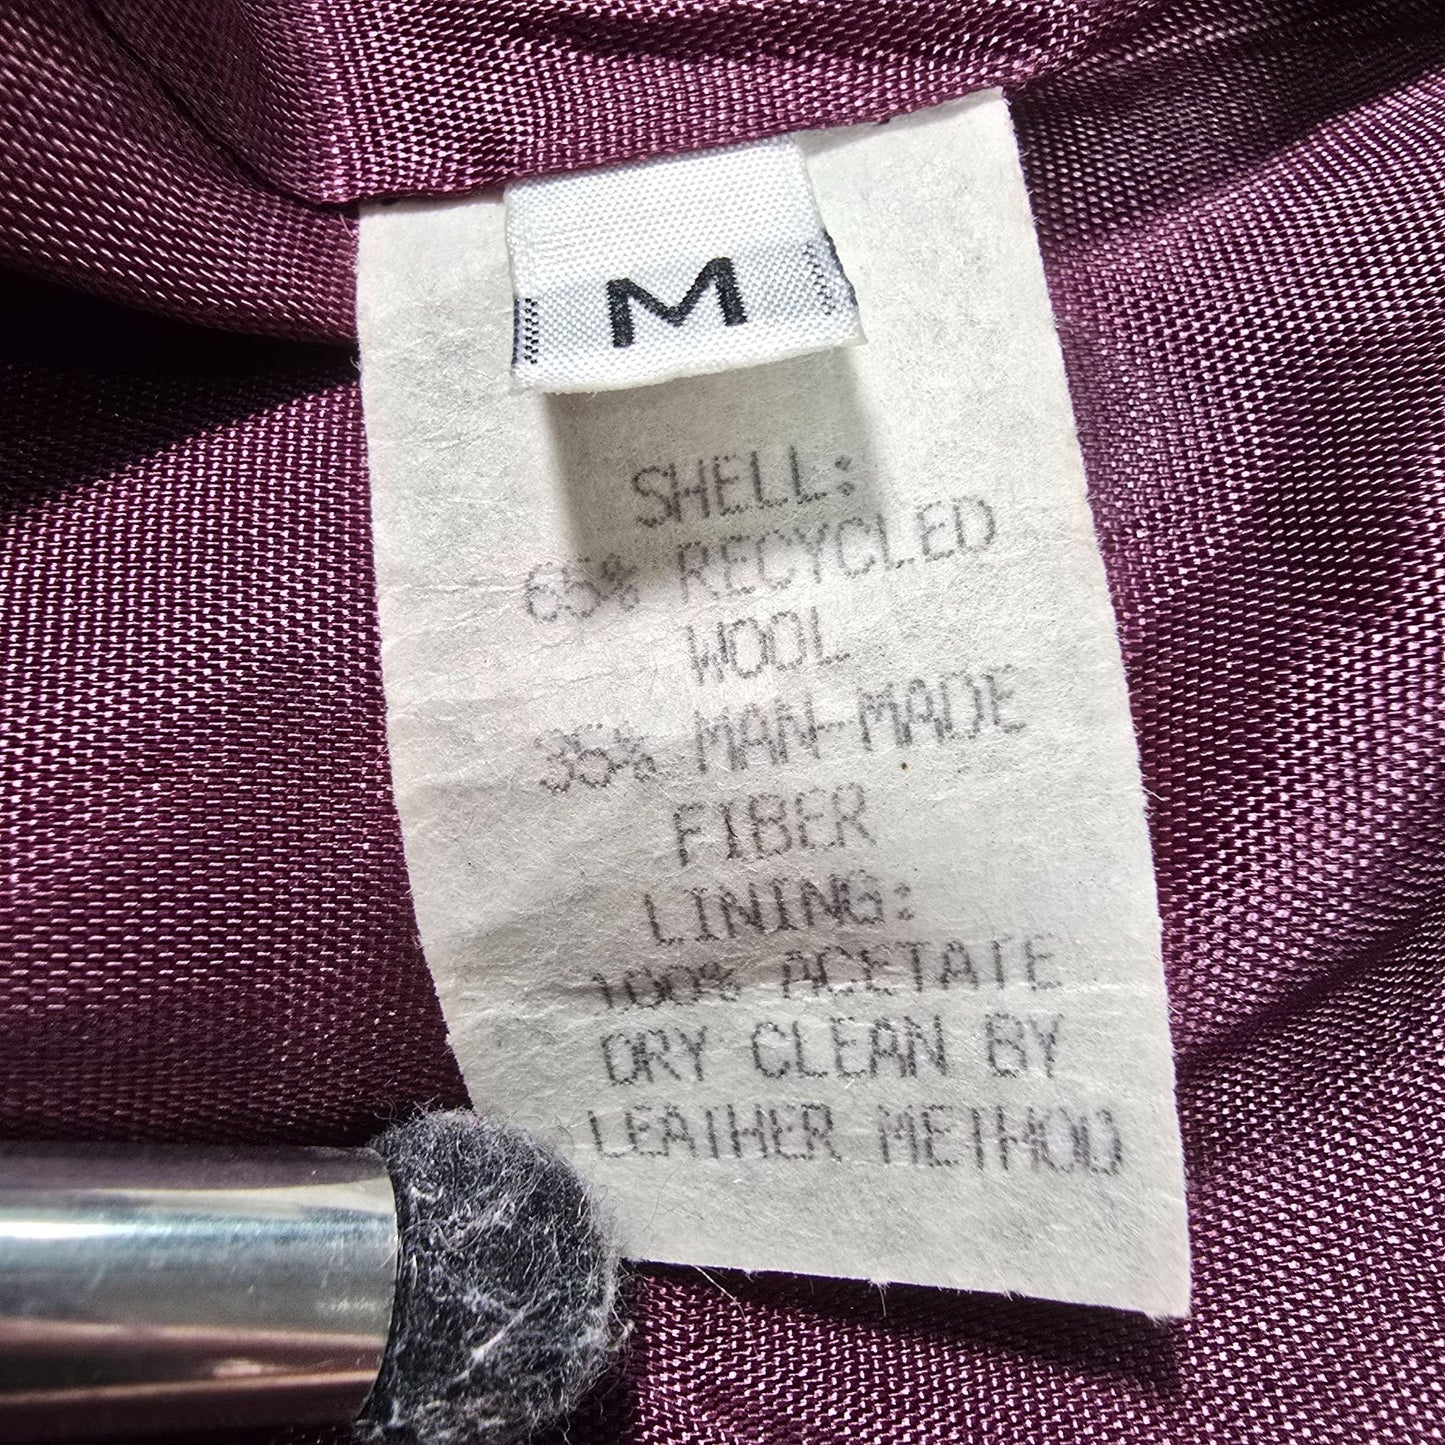 M
SHELL:
65% RECYCLED
WOOL
35% MAN-MADE
FIBER
LINING:
100% ACETATE
DRY CLEAN BY
LEATHER METHOD